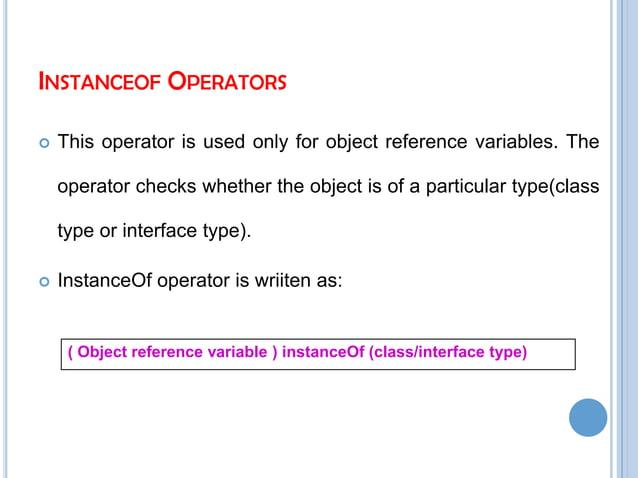 INSTANCEOF OPERATORS
This operator is used only for object reference variables. The
operator checks whether the object is of a particular type(class
type or interface type).
InstanceOf operator is wriiten as:
( Object reference variable ) instanceOf (class/interface type)